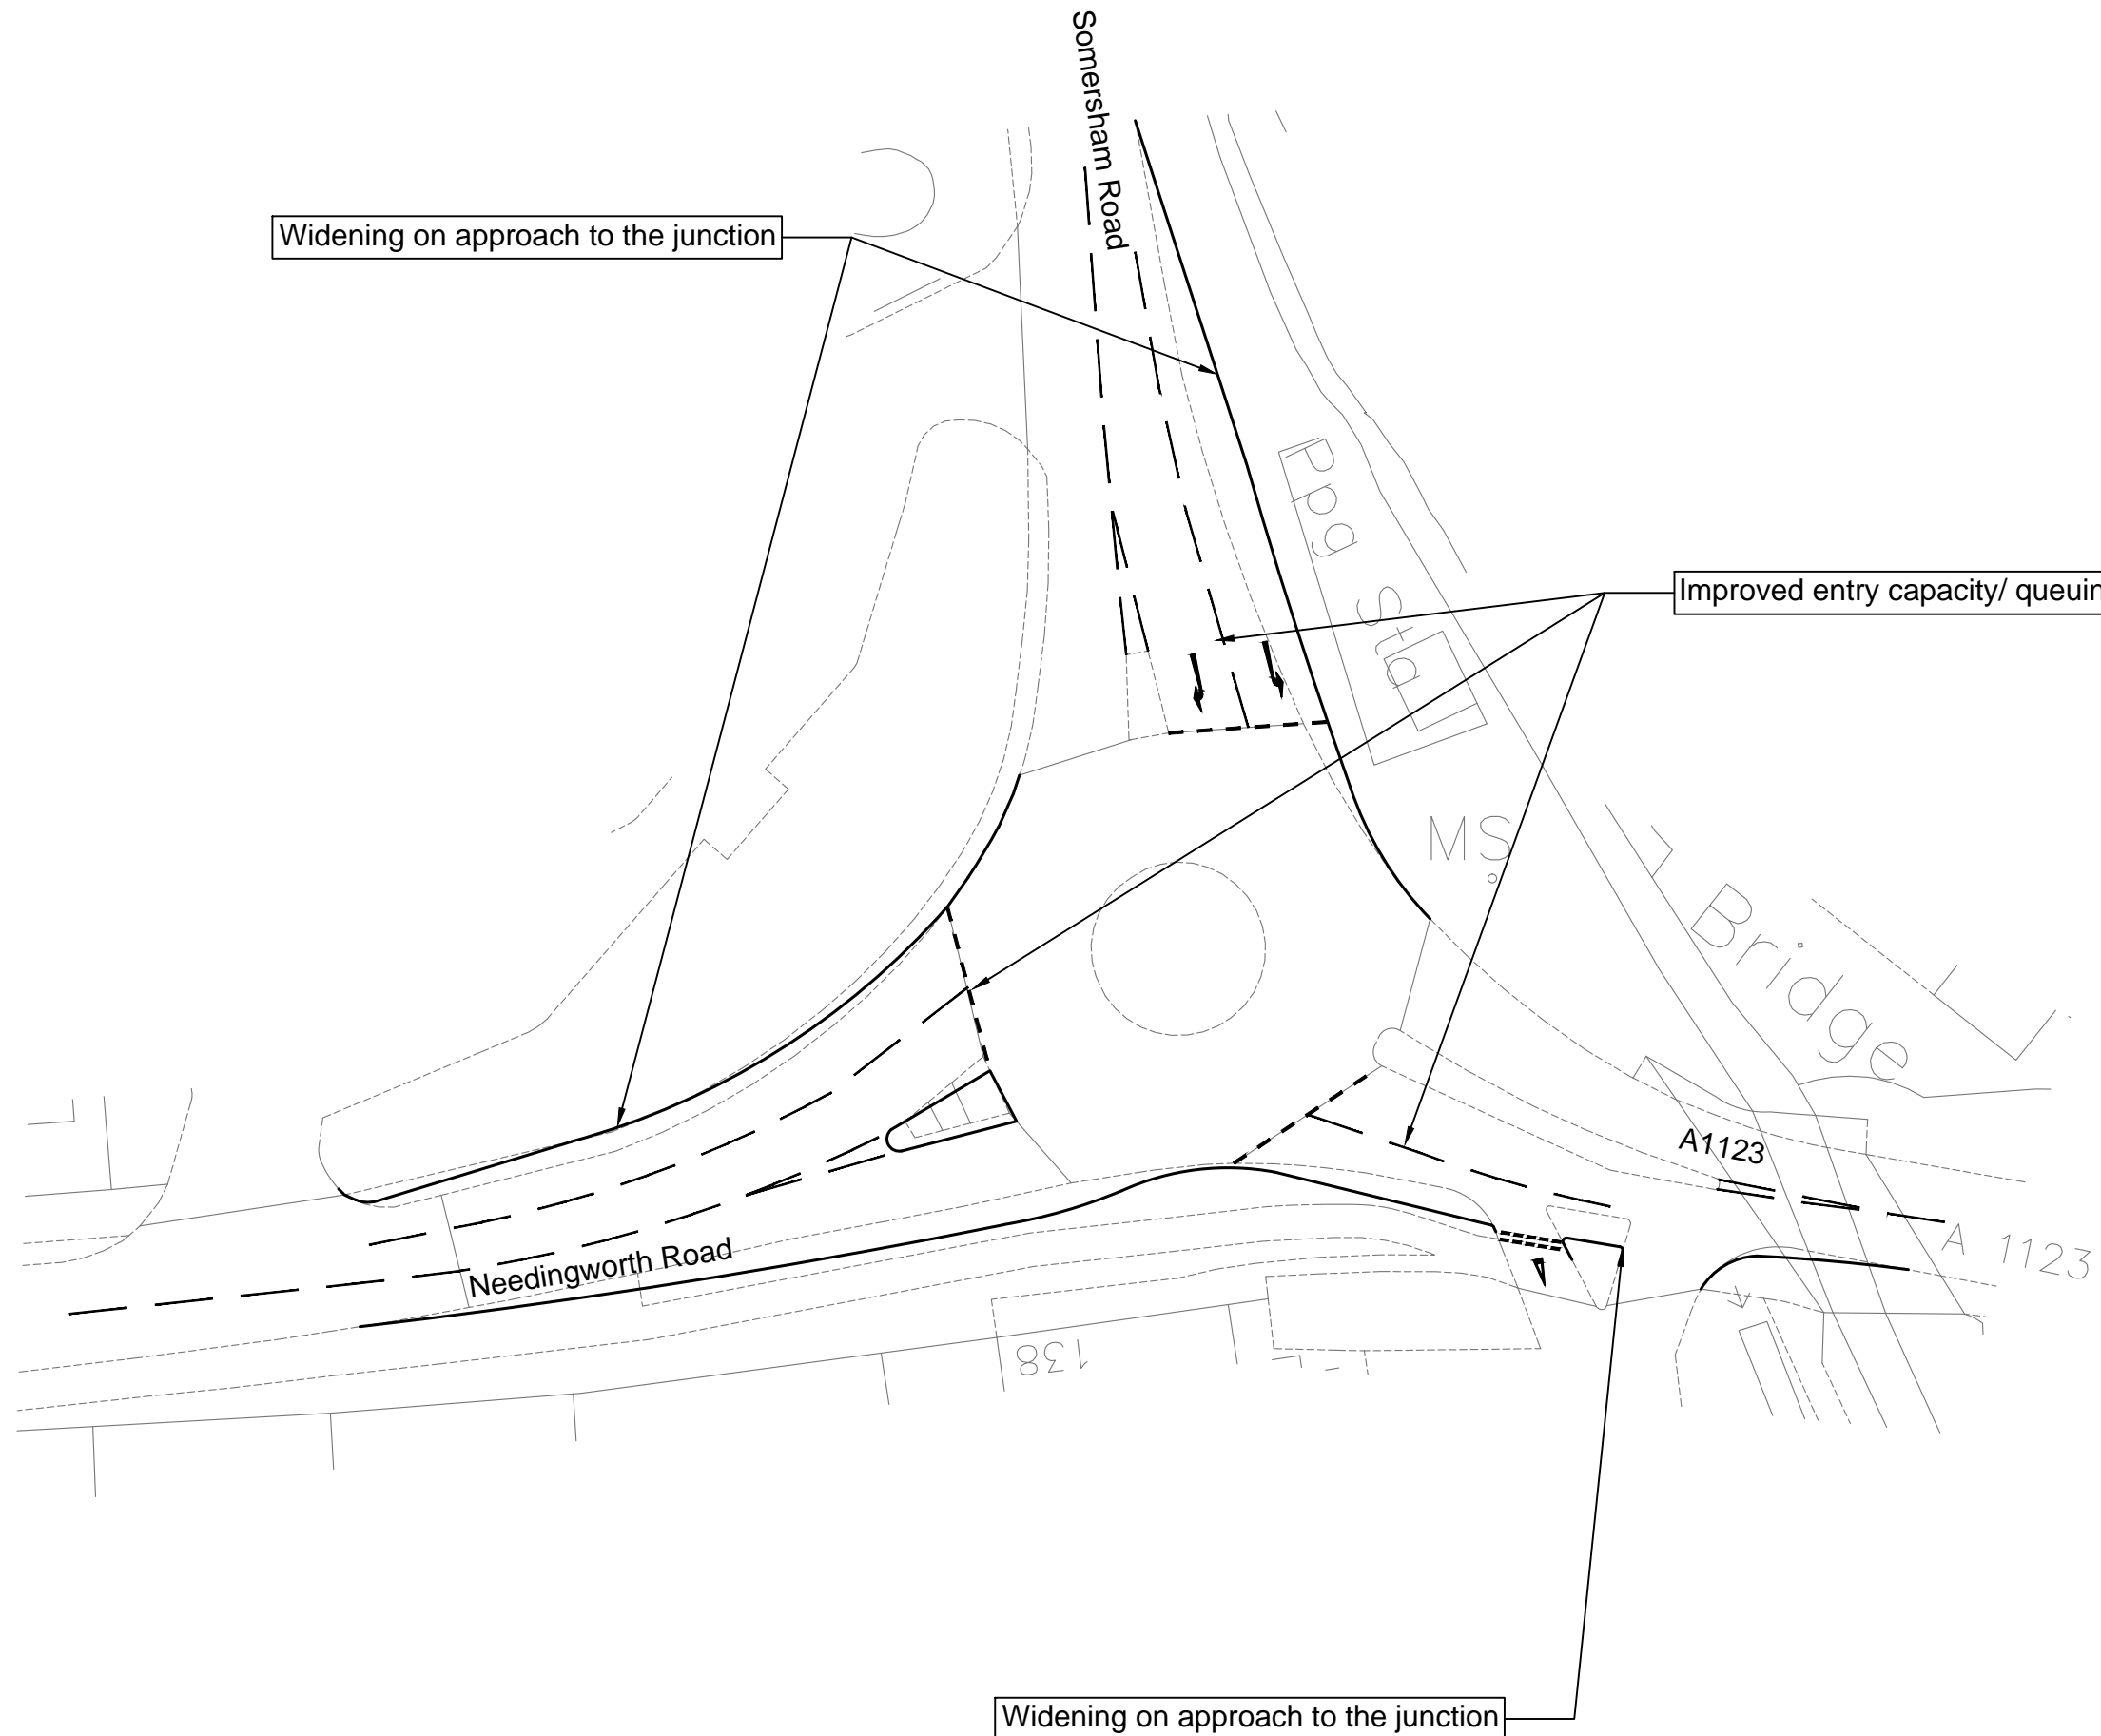 Somersham Road
Widening on approach to the junction
Ppg Sta
Improved entry capacity/ queuin
MS
Bridge
A1123
A 1123
Needingworth Road
138
Widening on approach to the junction